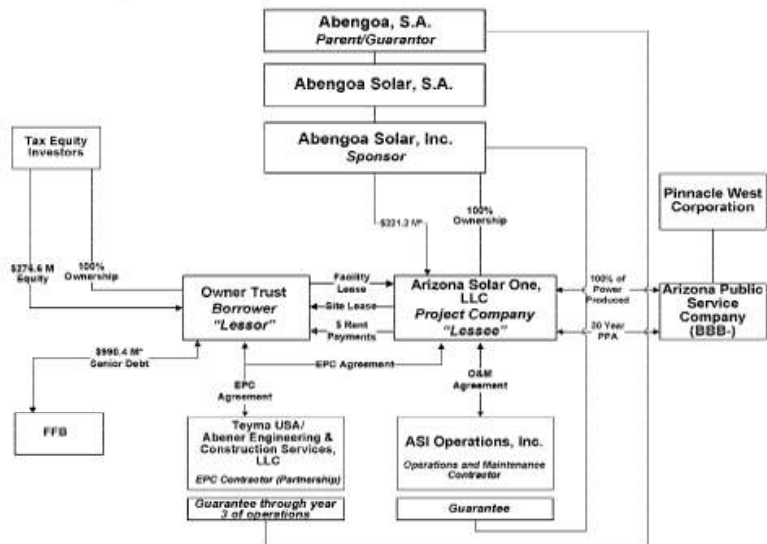 Abengoa, S.A.
Parent/Guarantor
Abengoa Solar, S.A.
Abengoa Solar, Inc.
Sponsor
Tax Equity
Investors
Pinnacle West
Corporation
$221.2 M*
100%
Ownership
$276.6 M
Equity
100%
Ownership
Owner Trust
Borrower
"Lessor"
Facility
Lease
Site Lease
$ Rent
Payments
Arizona Solar One,
LLC
Project Company
"Lessee"
100% of
Power
Produced
30 Year
PPA
Arizona Public
Service
Company
(BBB-)
$990.4 M*
Senior Debt
EPC Agreement
EPC
Agreement
O&M
Agreement
FFB
Teyma USA/
Abener Engineering &
Construction Services,
LLC
EPC Contractor (Partnership)
ASI Operations, Inc.
Operations and Maintenance
Contractor
Guarantee through year
3 of operations
Guarantee